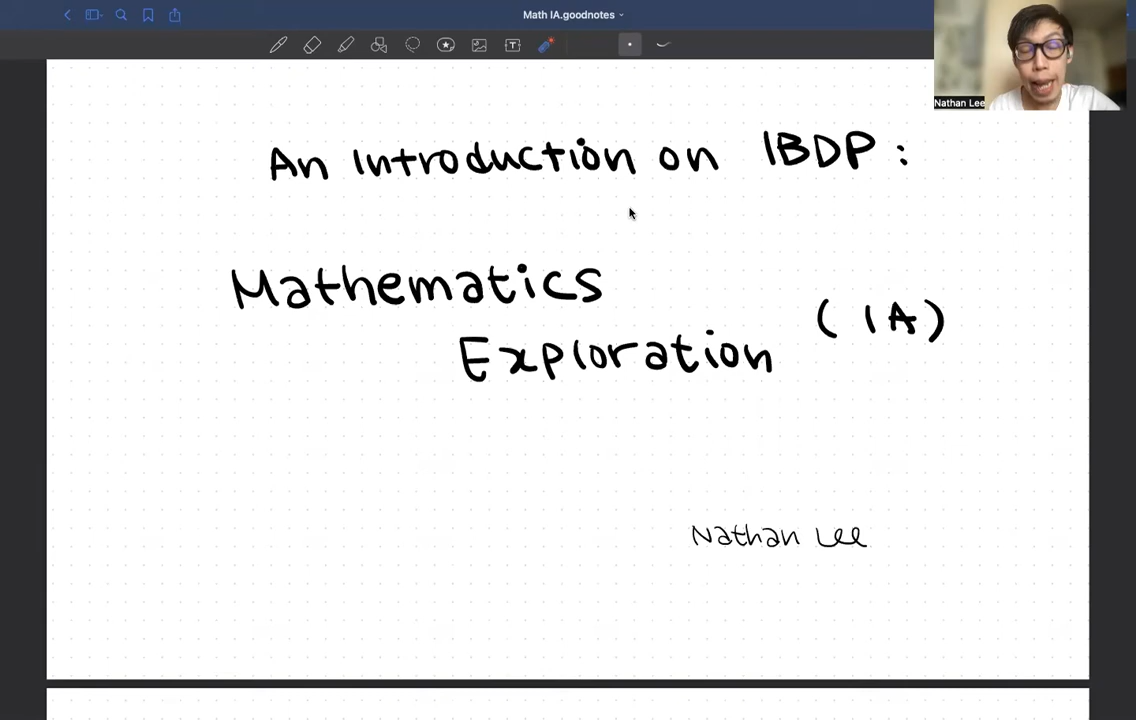 Math IA.goodnotes
Nathan Lee
An Introduction on IBDP:
Mathematics
Exploration (IA)
Nathan Lee